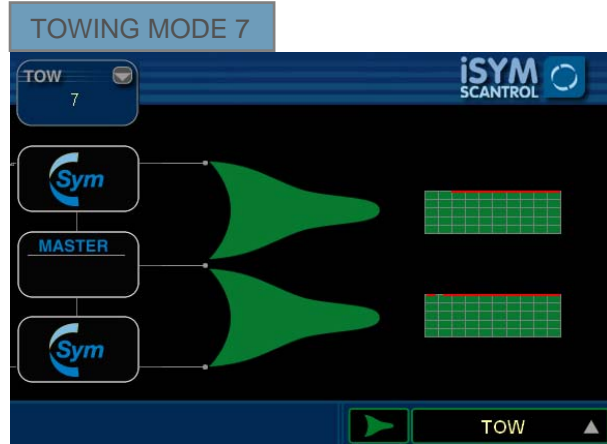 TOWING MODE 7
TOW
7
iSYM
SCANTROL
Sym
MASTER
Sym
TOW